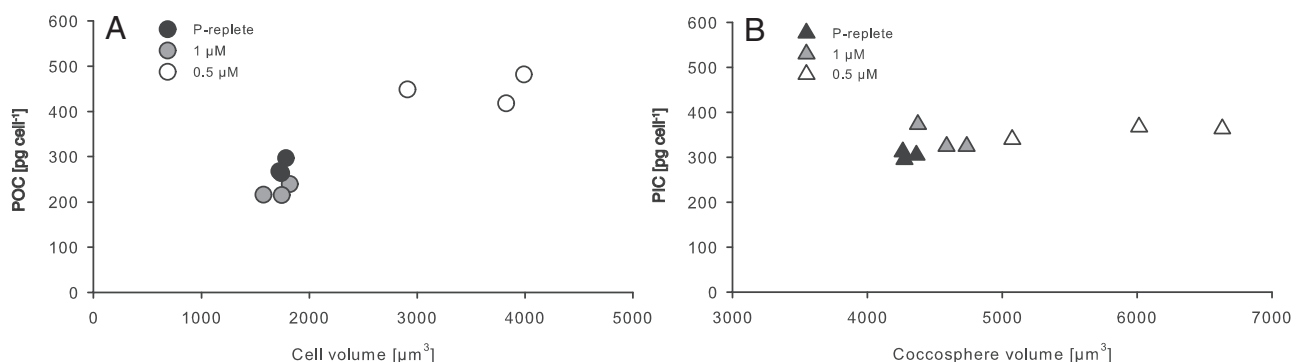 A
P-replete
1 µM
0.5 µM
600
500
400
300
200
100
0
POC [pg cell⁻¹]
0 1000 2000 3000 4000 5000
Cell volume [µm³]
B
P-replete
1 µM
0.5 µM
600
500
400
300
200
100
0
PIC [pg cell⁻¹]
3000 4000 5000 6000 7000
Coccosphere volume [µm³]